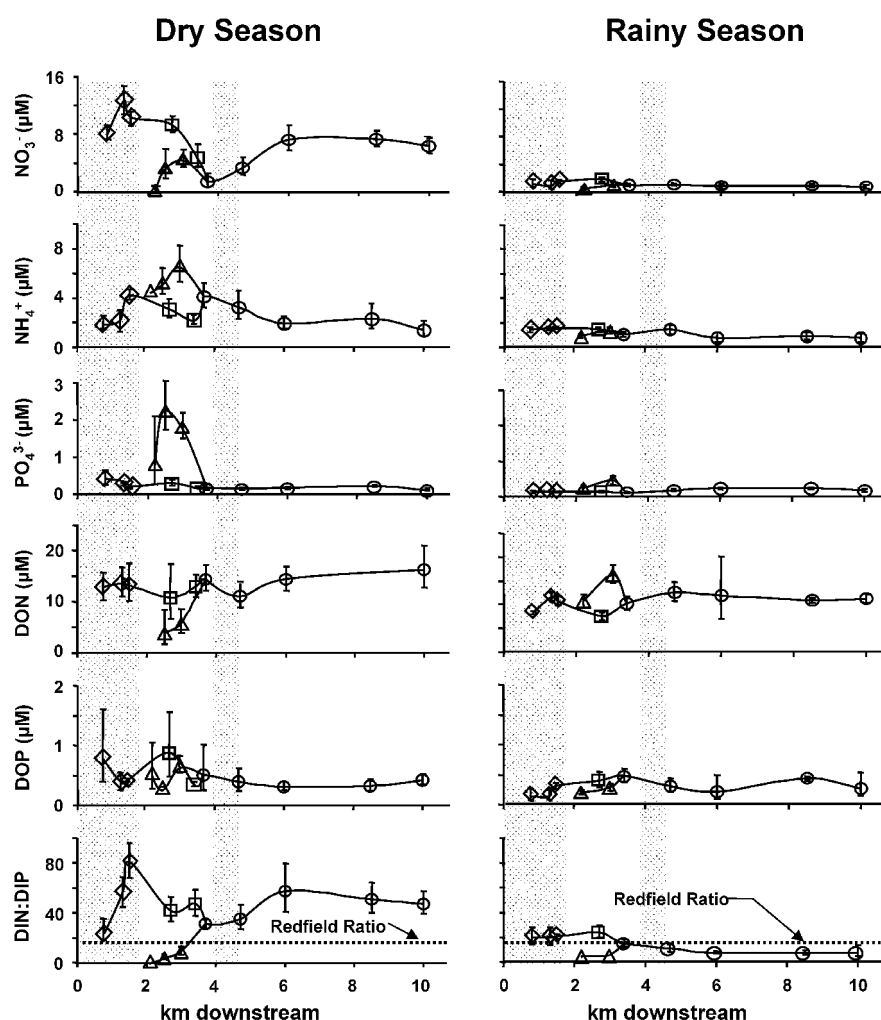 Dry Season
Rainy Season
NO₃⁻ (µM)
16
8
0
NH₄⁺ (µM)
8
4
0
PO₄³⁻ (µM)
3
2
1
0
DON (µM)
20
10
0
DOP (µM)
2
1
0
DIN:DIP
80
40
0
Redfield Ratio
Redfield Ratio
0 2 4 6 8 10
0 2 4 6 8 10
km downstream
km downstream